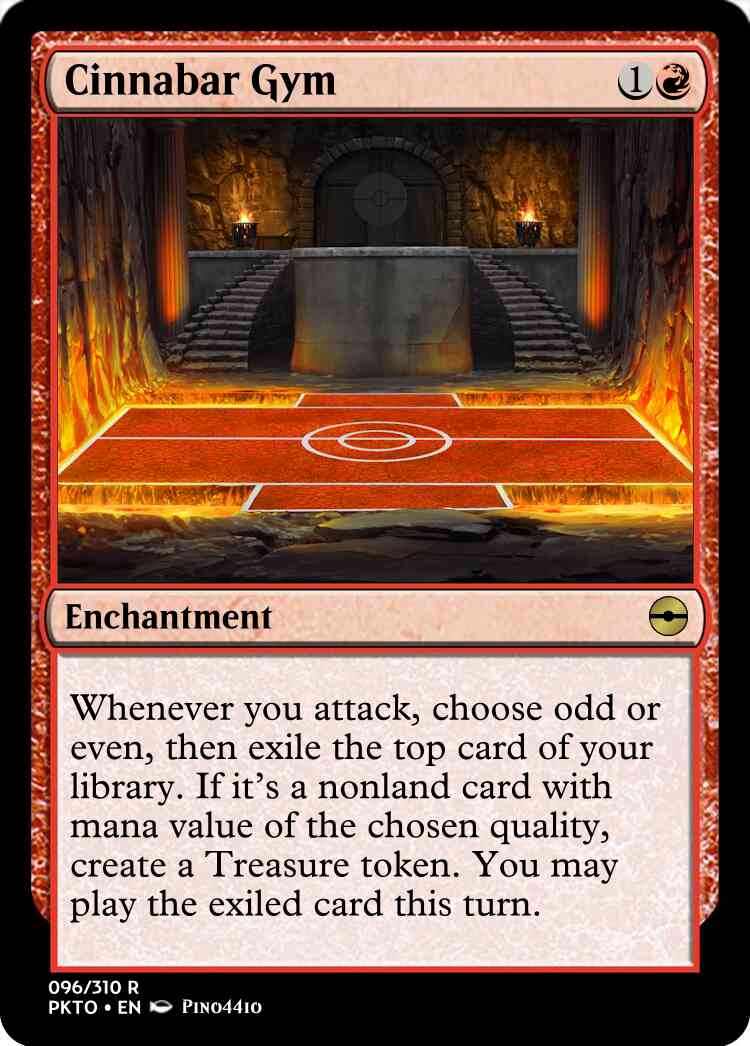 Cinnabar Gym 1
Enchantment
Whenever you attack, choose odd or
even, then exile the top card of your
library. If it's a nonland card with
mana value of the chosen quality,
create a Treasure token. You may
play the exiled card this turn.
096/310 R
PKTO • EN Pino4410